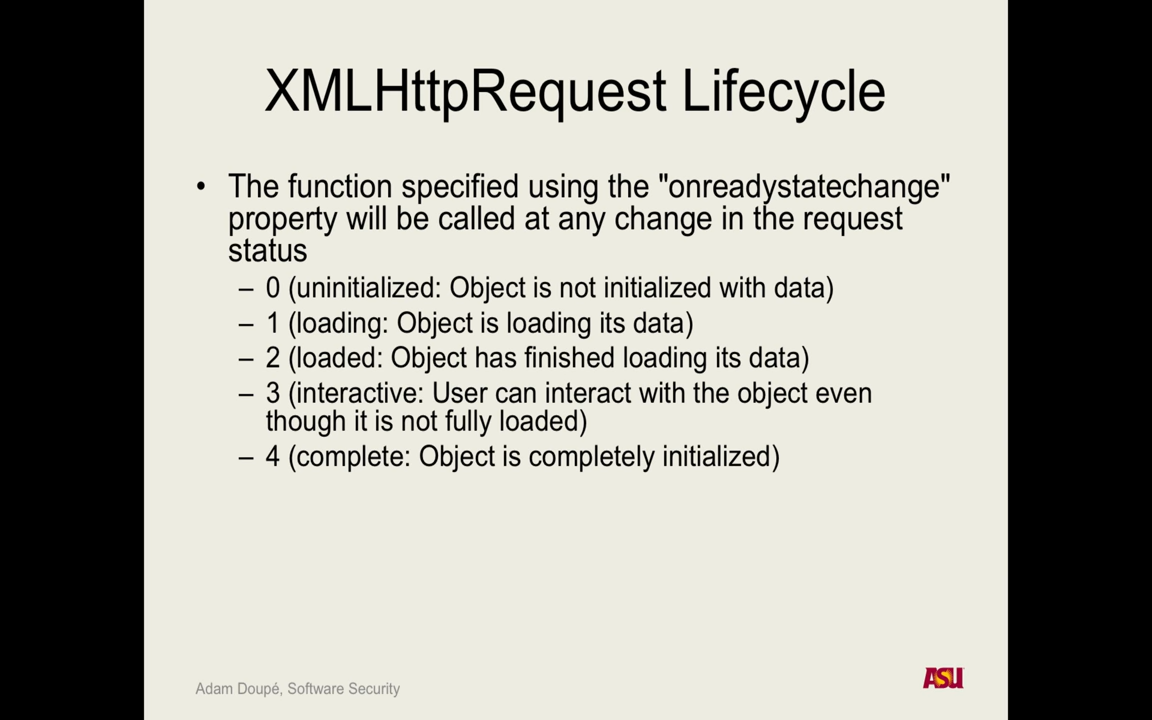 XMLHttpRequest Lifecycle
• The function specified using the "onreadystatechange"
property will be called at any change in the request
status
– 0 (uninitialized: Object is not initialized with data)
– 1 (loading: Object is loading its data)
– 2 (loaded: Object has finished loading its data)
– 3 (interactive: User can interact with the object even
though it is not fully loaded)
– 4 (complete: Object is completely initialized)
Adam Doupé, Software Security
ASU